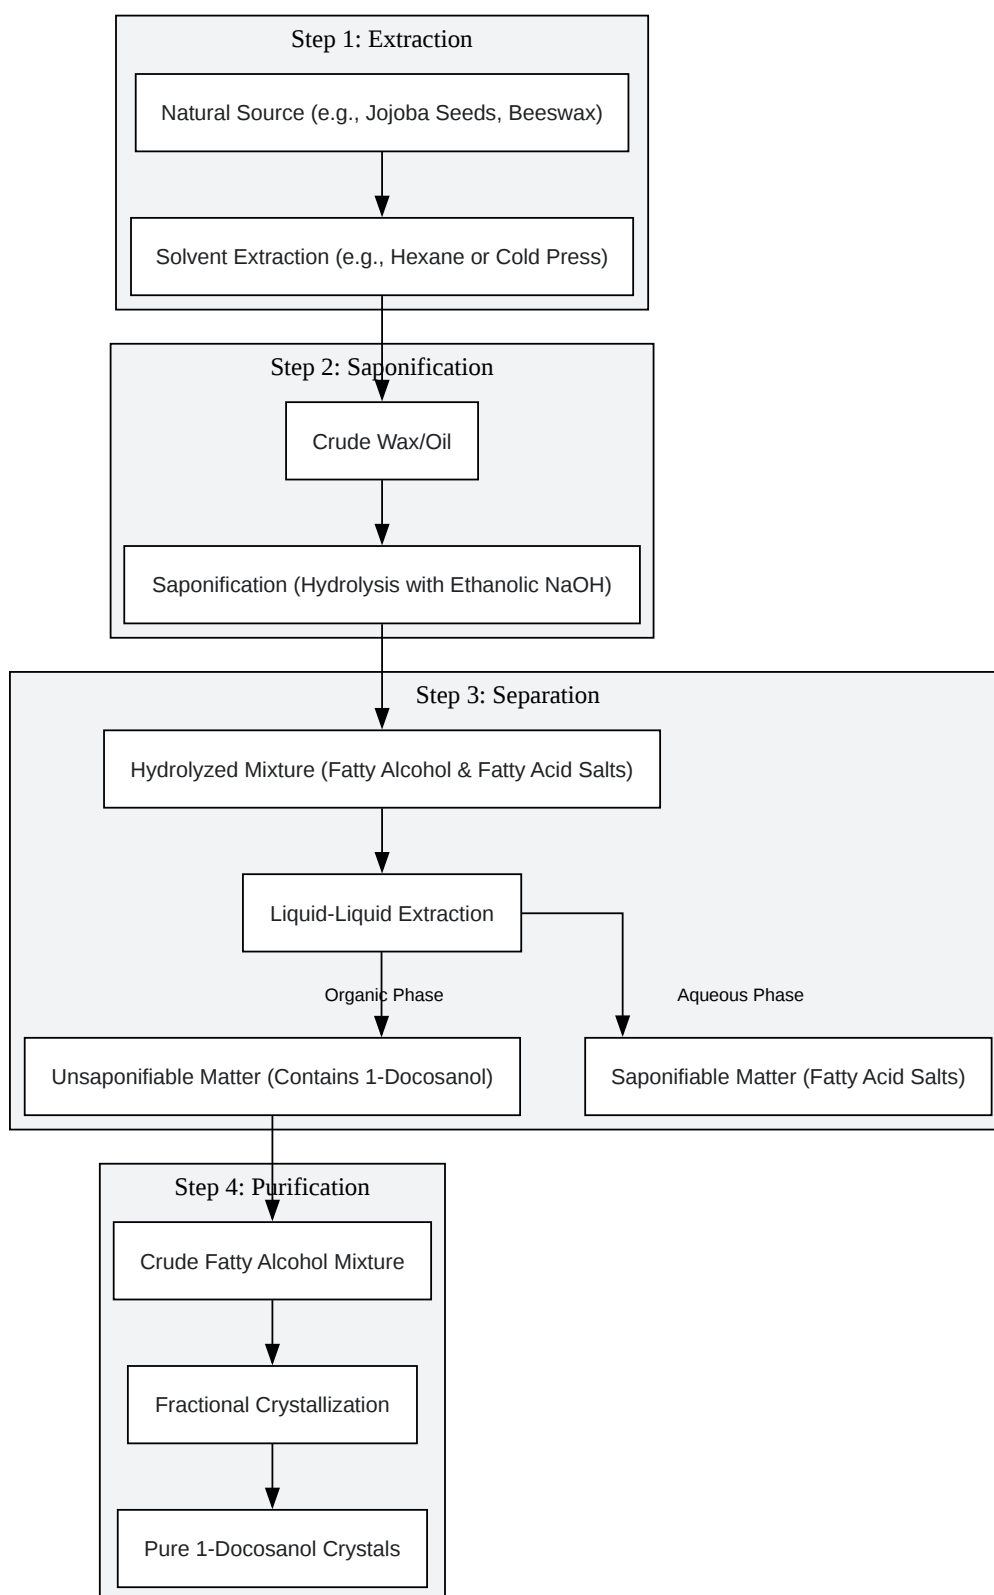 Step 1: Extraction
Natural Source (e.g., Jojoba Seeds, Beeswax)
Solvent Extraction (e.g., Hexane or Cold Press)
Step 2: Saponification
Crude Wax/Oil
Saponification (Hydrolysis with Ethanolic NaOH)
Step 3: Separation
Hydrolyzed Mixture (Fatty Alcohol & Fatty Acid Salts)
Liquid-Liquid Extraction
Organic Phase
Aqueous Phase
Unsaponifiable Matter (Contains 1-Docosanol)
Saponifiable Matter (Fatty Acid Salts)
Step 4: Purification
Crude Fatty Alcohol Mixture
Fractional Crystallization
Pure 1-Docosanol Crystals